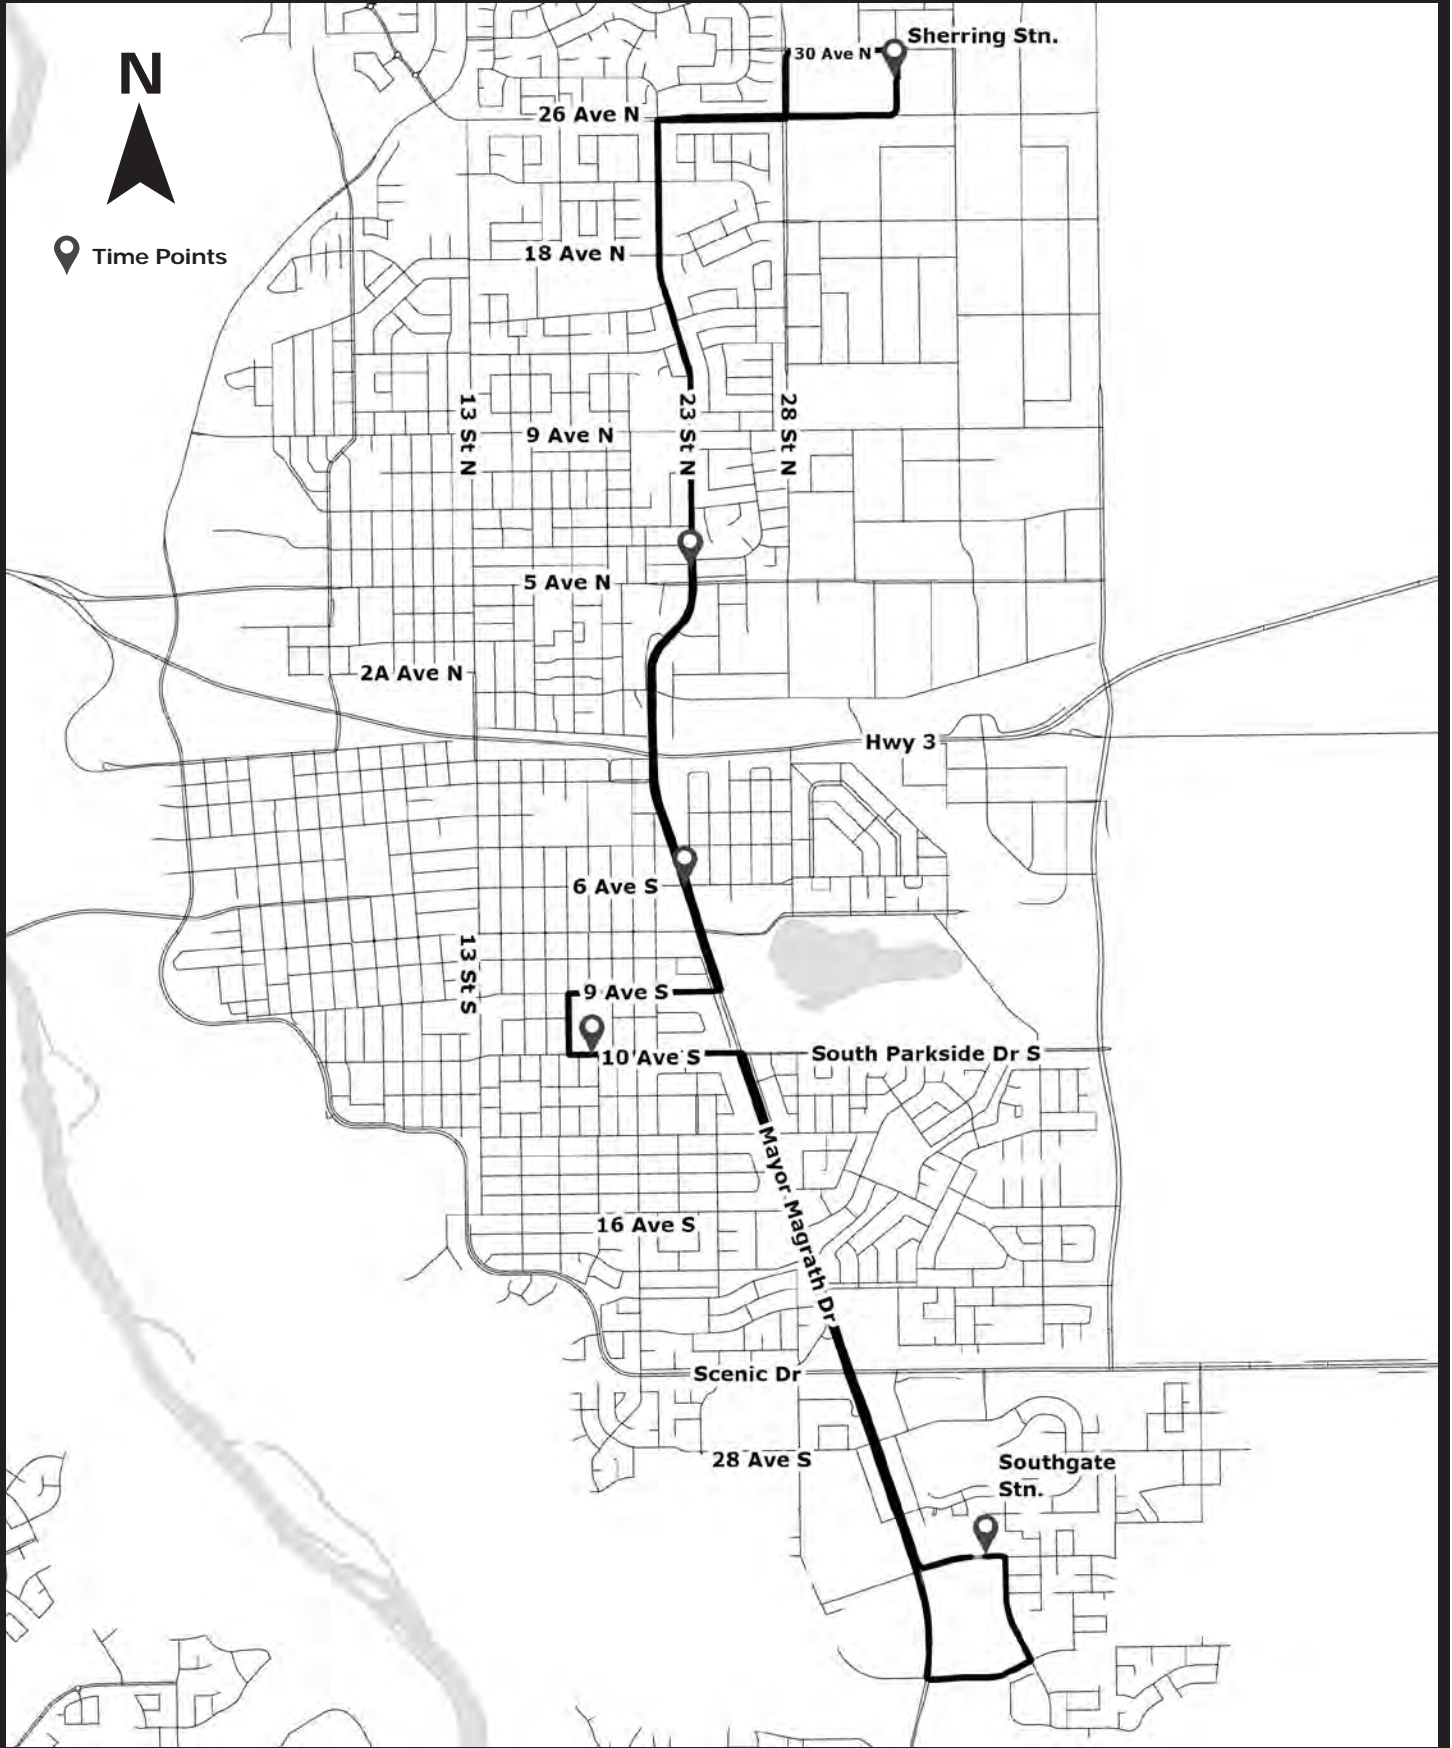 Sherring Stn.
30 Ave N
N
26 Ave N
18 Ave N
Time Points
13 St N
23 St N
28 St N
9 Ave N
5 Ave N
2A Ave N
Hwy 3
6 Ave S
13 St S
9 Ave S
10 Ave S
South Parkside Dr S
Mayor Magrath Dr
16 Ave S
Scenic Dr
28 Ave S
Southgate
Stn.